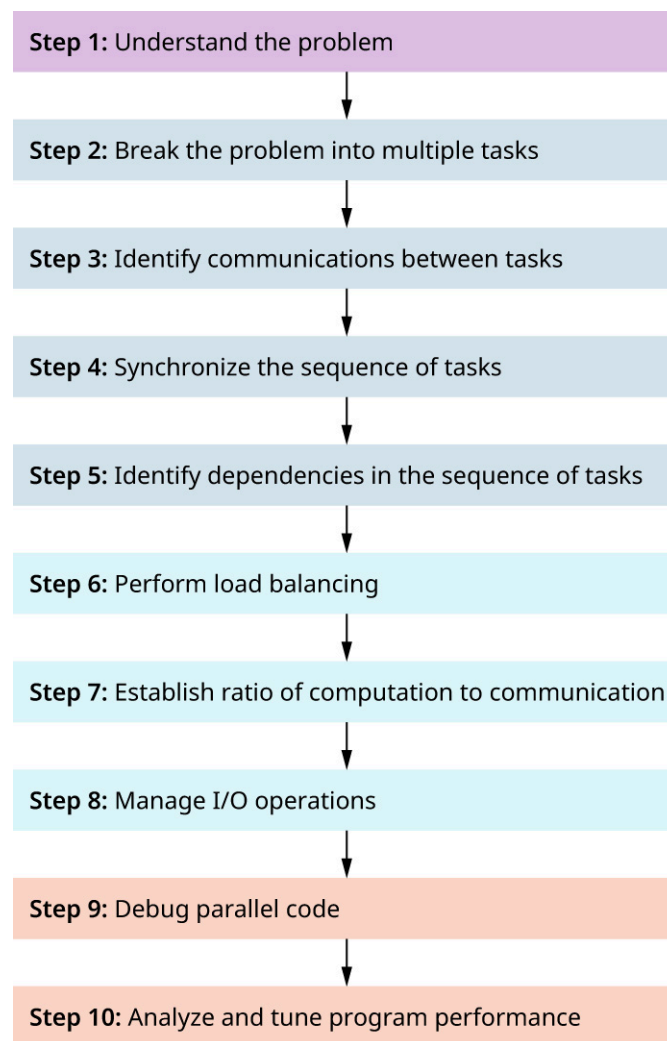 Step 1: Understand the problem
Step 2: Break the problem into multiple tasks
Step 3: Identify communications between tasks
Step 4: Synchronize the sequence of tasks
Step 5: Identify dependencies in the sequence of tasks
Step 6: Perform load balancing
Step 7: Establish ratio of computation to communication
Step 8: Manage I/O operations
Step 9: Debug parallel code
Step 10: Analyze and tune program performance